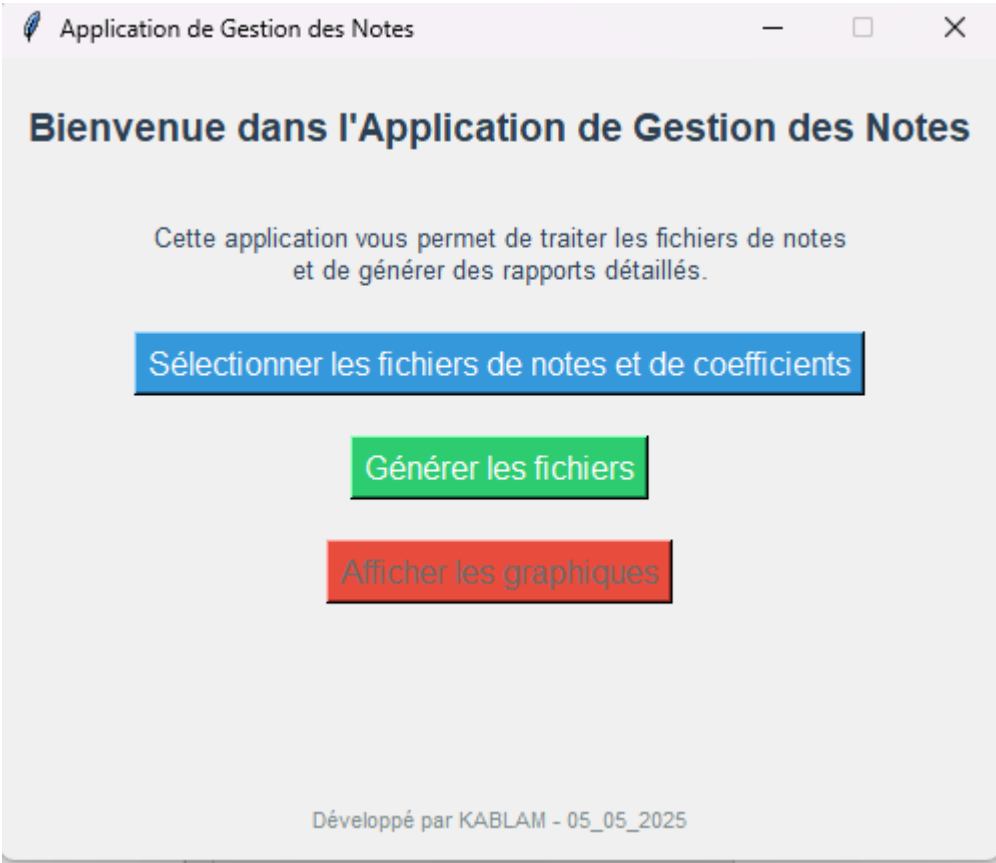 Application de Gestion des Notes
Bienvenue dans l'Application de Gestion des Notes
Cette application vous permet de traiter les fichiers de notes
et de générer des rapports détaillés.
Sélectionner les fichiers de notes et de coefficients
Générer les fichiers
Afficher les graphiques
Développé par KABLAM - 05_05_2025